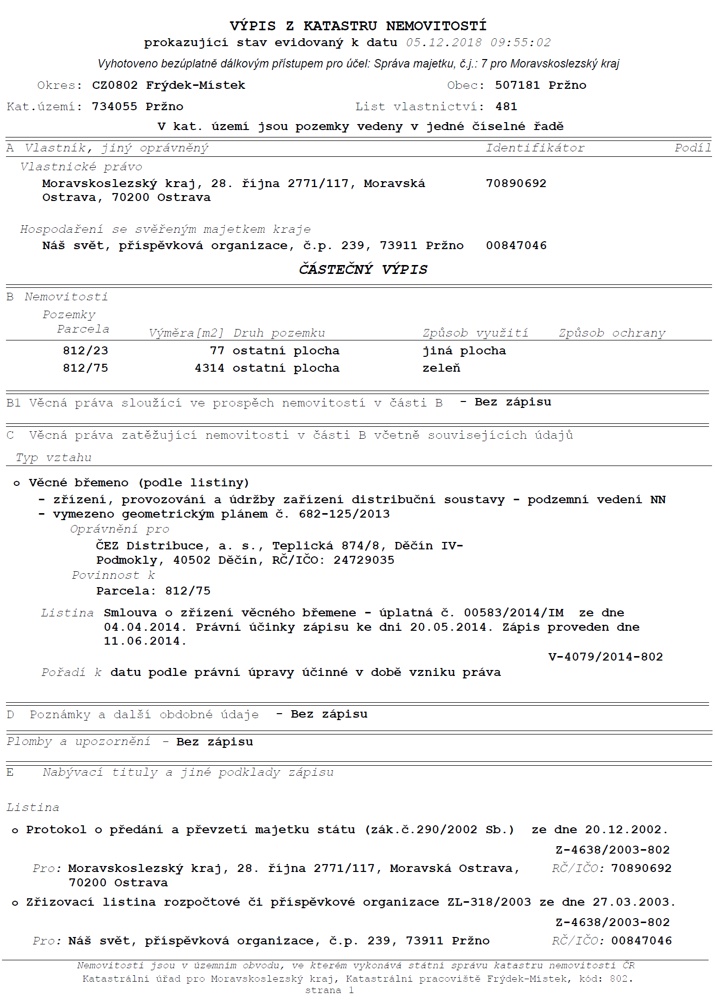 VÝPIS Z KATASTRU NEMOVITOSTÍ
prokazující stav evidovaný k datu 05.12.2018 09:55:02
Vyhotoveno bezúplatně dálkovým přístupem pro účel: Správa majetku, č.j.: 7 pro Moravskoslezský kraj
Okres: CZ0802 Frýdek-Místek Obec: 507181 Pržno
Kat.území: 734055 Pržno List vlastnictví: 481
V kat. území jsou pozemky vedeny v jedné číselné řadě
A Vlastník, jiný oprávněný Identifikátor Podíl
Vlastnické právo
Moravskoslezský kraj, 28. října 2771/117, Moravská 70890692
Ostrava, 70200 Ostrava
Hospodaření se svěřeným majetkem kraje
Náš svět, příspěvková organizace, č.p. 239, 73911 Pržno 00847046
ČÁSTEČNÝ VÝPIS
B Nemovitosti
Pozemky
Parcela Výměra[m2] Druh pozemku Způsob využití Způsob ochrany
812/23 77 ostatní plocha jiná plocha
812/75 4314 ostatní plocha zeleň
B1 Věcná práva sloužící ve prospěch nemovitostí v části B - Bez zápisu
C Věcná práva zatěžující nemovitosti v části B včetně souvisejících údajů
Typ vztahu
o Věcné břemeno (podle listiny)
- zřízení, provozování a údržby zařízení distribuční soustavy - podzemní vedení NN
- vymezeno geometrickým plánem č. 682-125/2013
Oprávnění pro
ČEZ Distribuce, a. s., Teplická 874/8, Děčín IV-
Podmokly, 40502 Děčín, RČ/IČO: 24729035
Povinnost k
Parcela: 812/75
Listina Smlouva o zřízení věcného břemene - úplatná č. 00583/2014/IM ze dne
04.04.2014. Právní účinky zápisu ke dni 20.05.2014. Zápis proveden dne
11.06.2014.
V-4079/2014-802
Pořadí k datu podle právní úpravy účinné v době vzniku práva
D Poznámky a další obdobné údaje - Bez zápisu
Plomby a upozornění - Bez zápisu
E Nabývací tituly a jiné podklady zápisu
Listina
o Protokol o předání a převzetí majetku státu (zák.č.290/2002 Sb.) ze dne 20.12.2002.
Z-4638/2003-802
Pro: Moravskoslezský kraj, 28. října 2771/117, Moravská Ostrava, RČ/IČO: 70890692
70200 Ostrava
o Zřizovací listina rozpočtové či příspěvkové organizace ZL-318/2003 ze dne 27.03.2003.
Z-4638/2003-802
Pro: Náš svět, příspěvková organizace, č.p. 239, 73911 Pržno RČ/IČO: 00847046
Nemovitosti jsou v územním obvodu, ve kterém vykonává státní správu katastru nemovitostí ČR
Katastrální úřad pro Moravskoslezský kraj, Katastrální pracoviště Frýdek-Místek, kód: 802.
strana 1